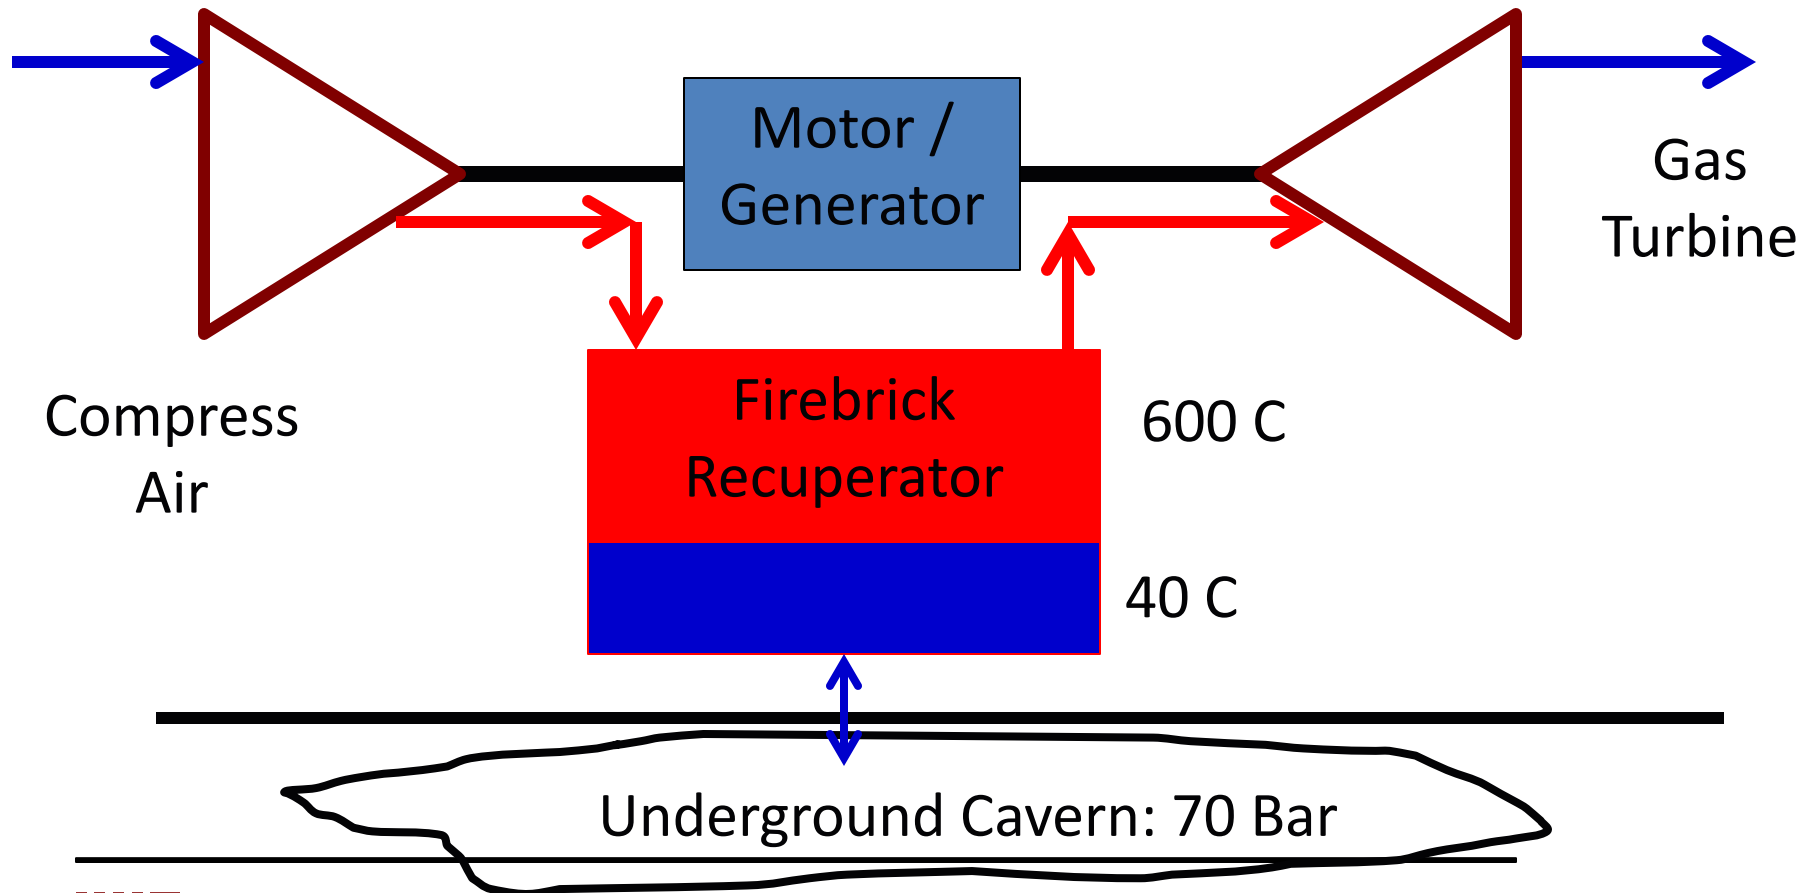 Motor /
Generator
Gas
Turbine
Compress
Air
Firebrick
Recuperator
600 C
40 C
Underground Cavern: 70 Bar